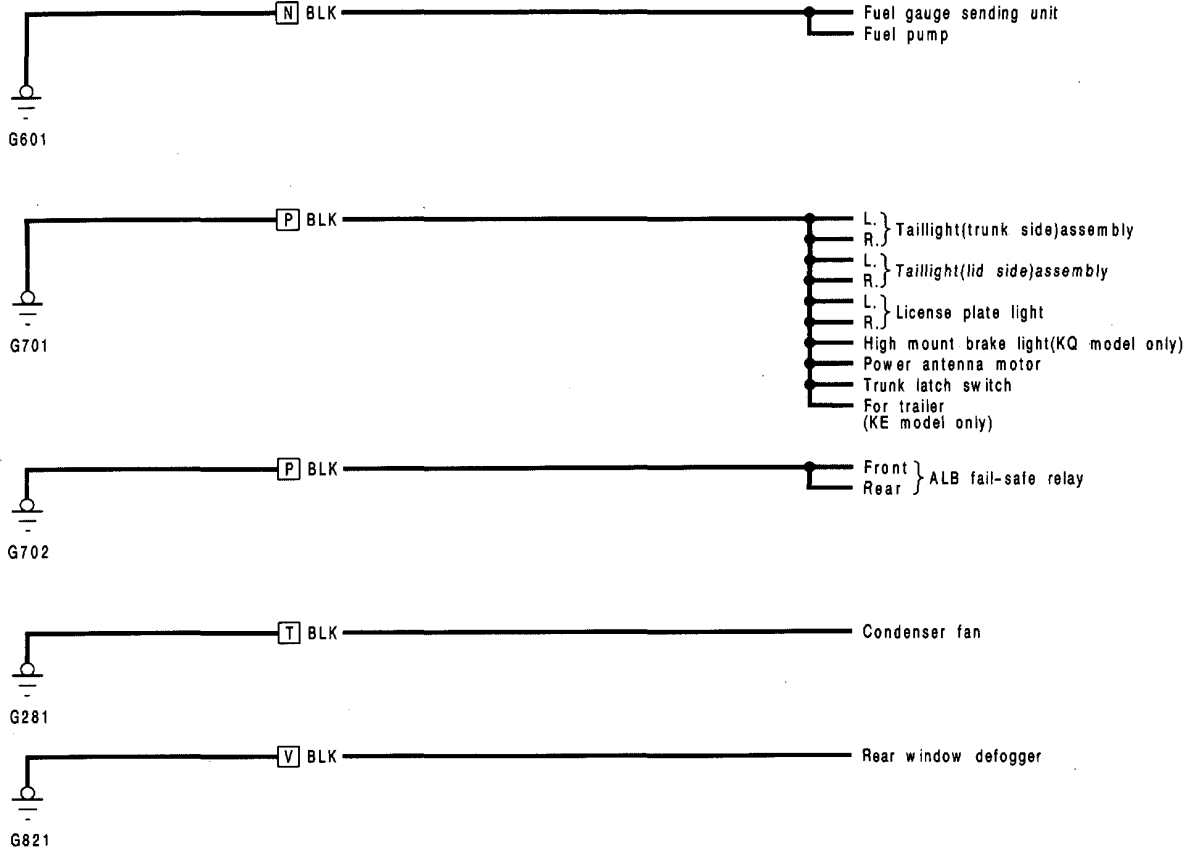 N BLK Fuel gauge sending unit
Fuel pump
G601
P BLK L. Taillight(trunk side)assembly
R.
L. Taillight(lid side)assembly
R.
L. License plate light
R.
High mount brake light(KQ model only)
Power antenna motor
Trunk latch switch
For trailer
(KE model only)
G701
P BLK Front ALB fail-safe relay
Rear
G702
T BLK Condenser fan
G281
V BLK Rear window defogger
G821